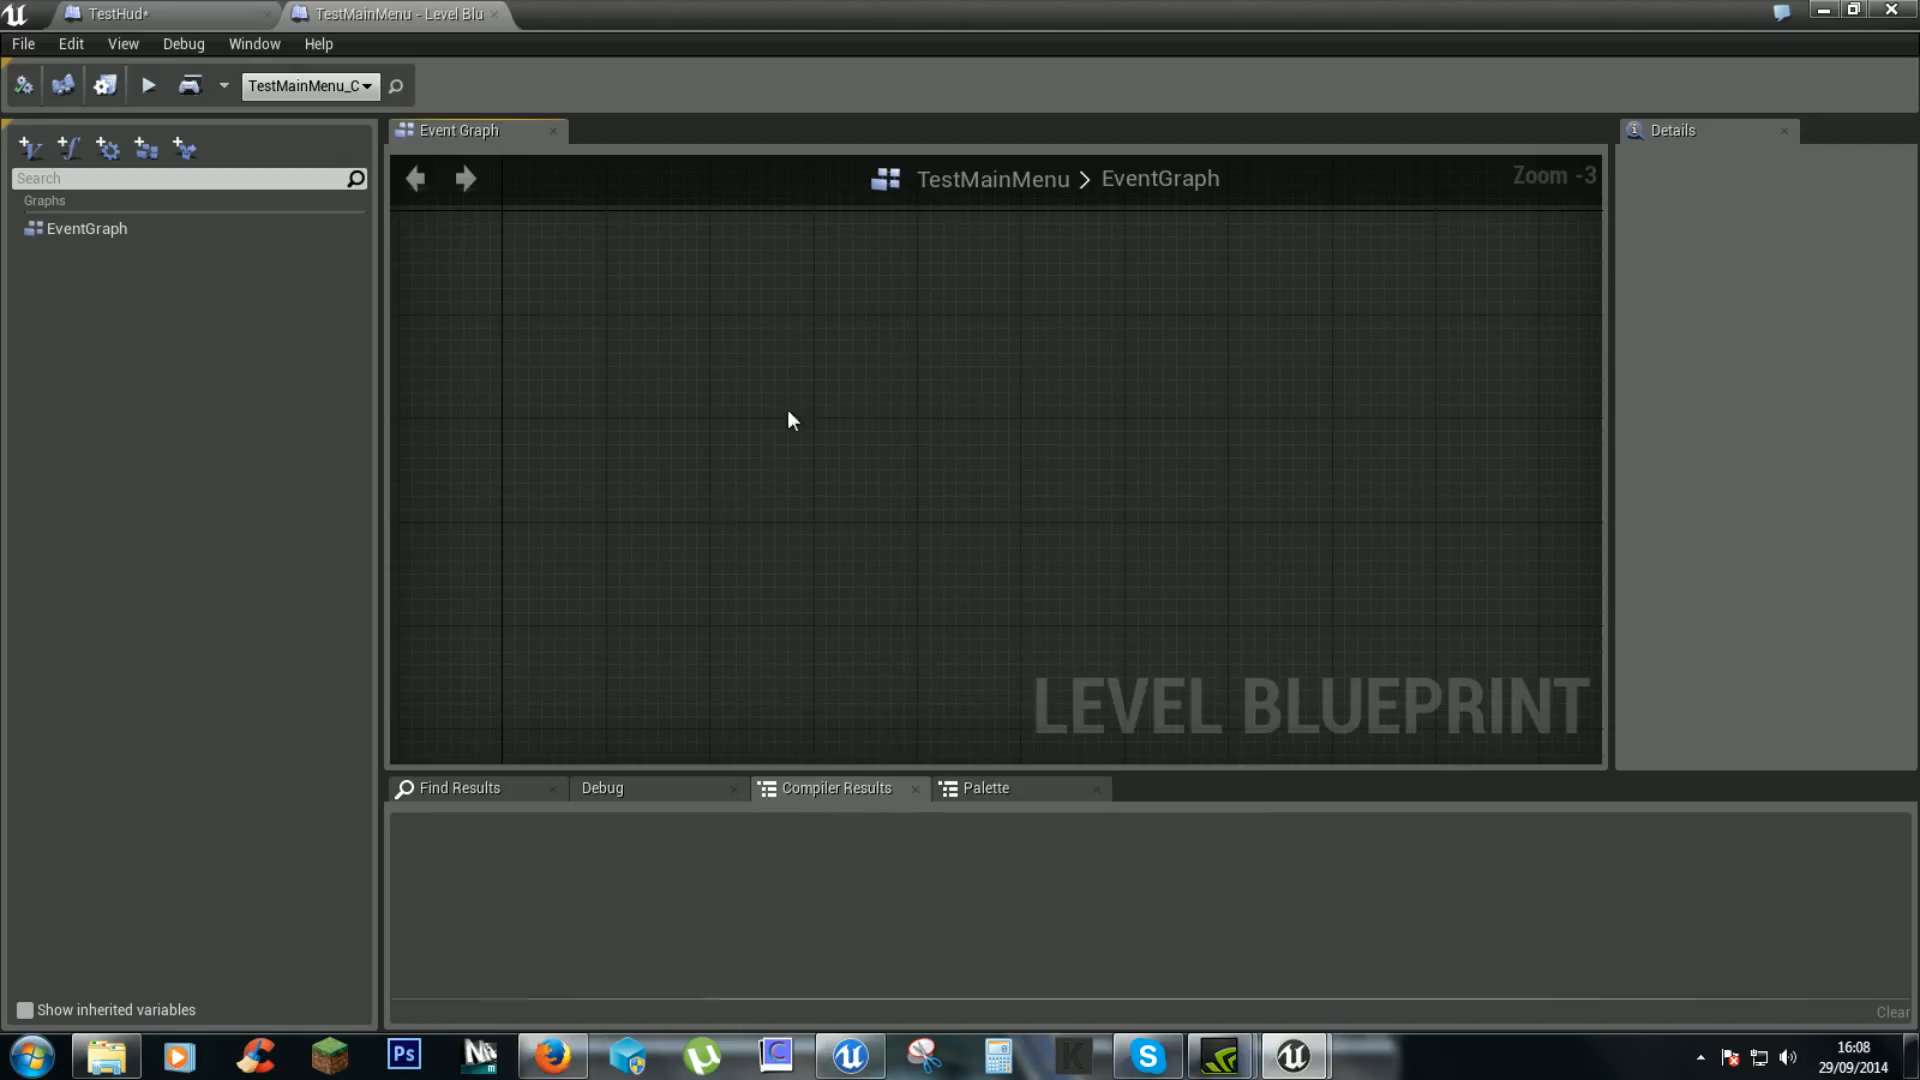 TestHud*
TestMainMenu - Level Blu
File Edit View Debug Window Help
TestMainMenu_C
Search
Graphs
EventGraph
Show inherited variables
Event Graph
TestMainMenu > EventGraph
Zoom -3
LEVEL BLUEPRINT
Details
Find Results
Debug
Compiler Results
Palette
Clear
Ps
16:08
29/09/2014